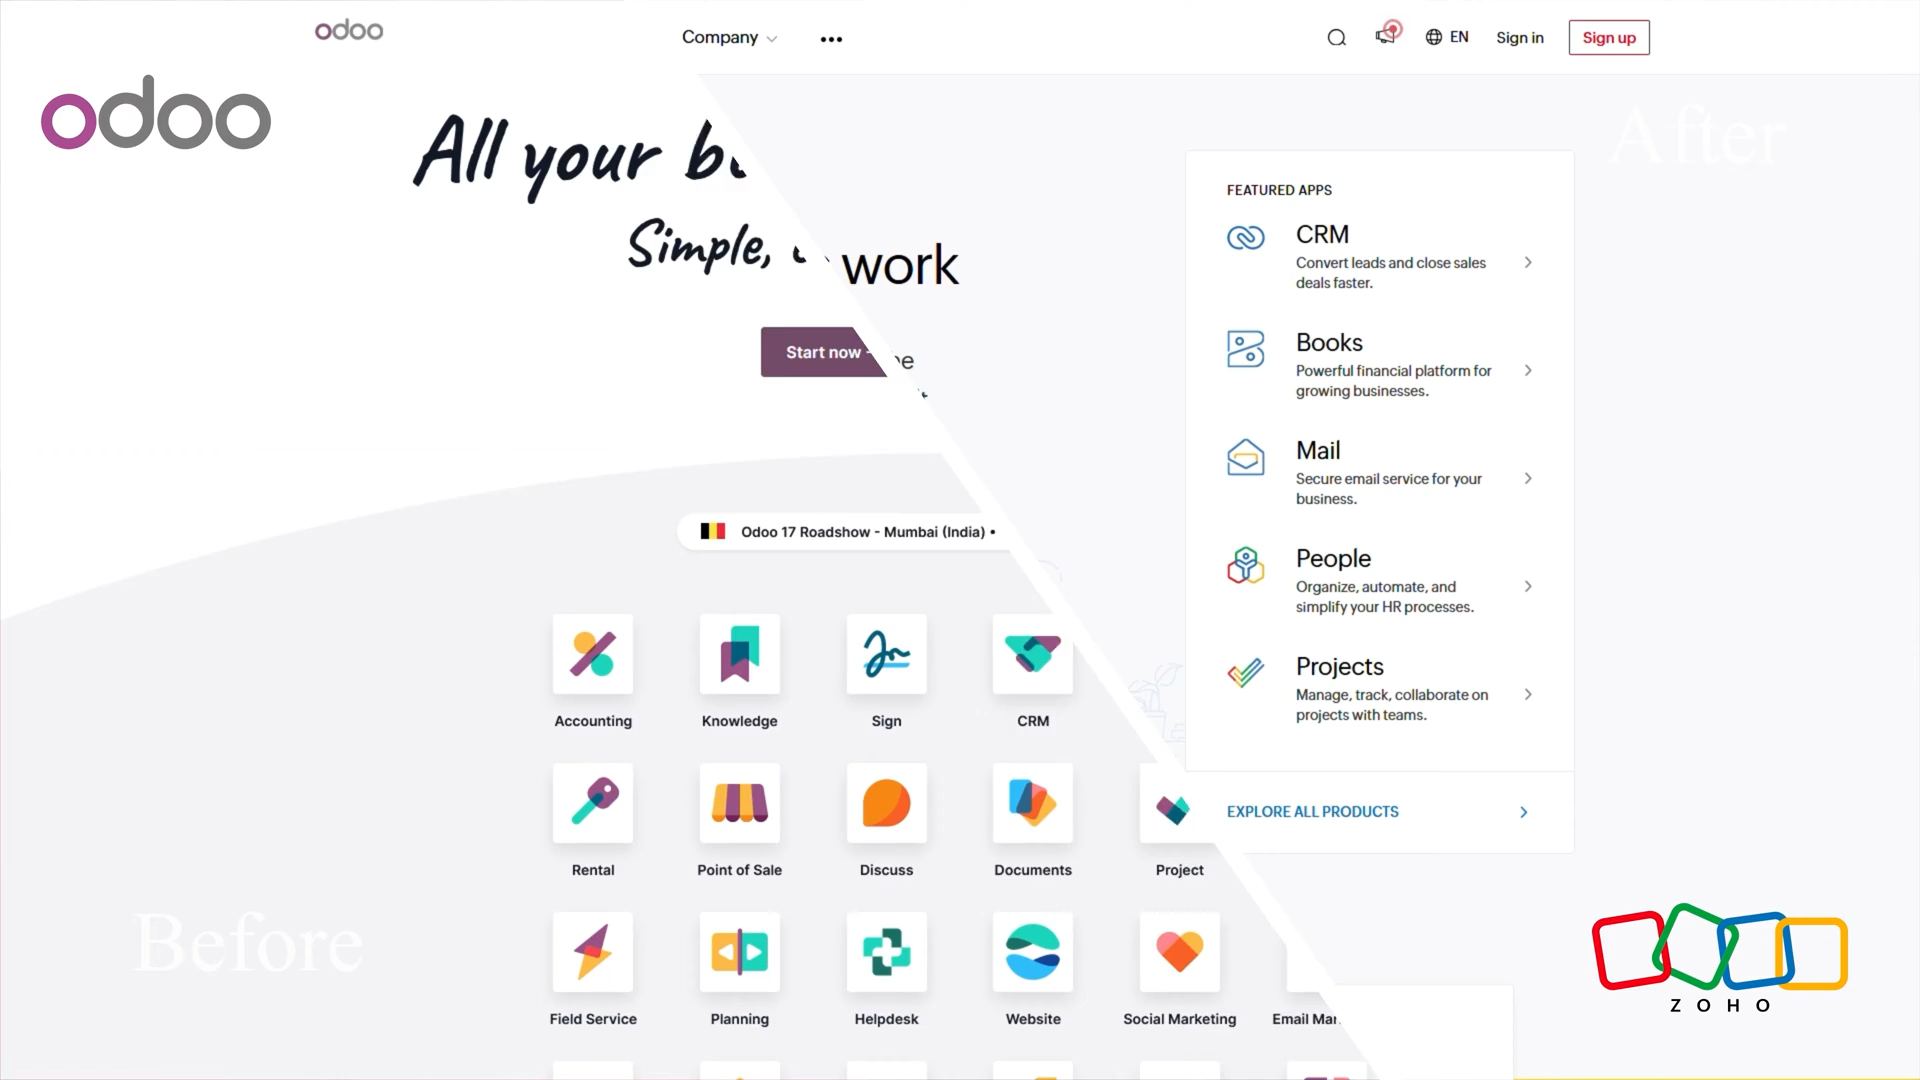 odoo
Company
EN
Sign in
Sign up
odoo
After
All your
Simple,
work
Start now
FEATURED APPS
CRM
Convert leads and close sales
deals faster.
Books
Powerful financial platform for
growing businesses.
Mail
Secure email service for your
business.
People
Organize, automate, and
simplify your HR processes.
Projects
Manage, track, collaborate on
projects with teams.
EXPLORE ALL PRODUCTS
Odoo 17 Roadshow - Mumbai (India) •
Accounting
Knowledge
Sign
CRM
Rental
Point of Sale
Discuss
Documents
Project
Before
Field Service
Planning
Helpdesk
Website
Social Marketing
Email
ZOHO